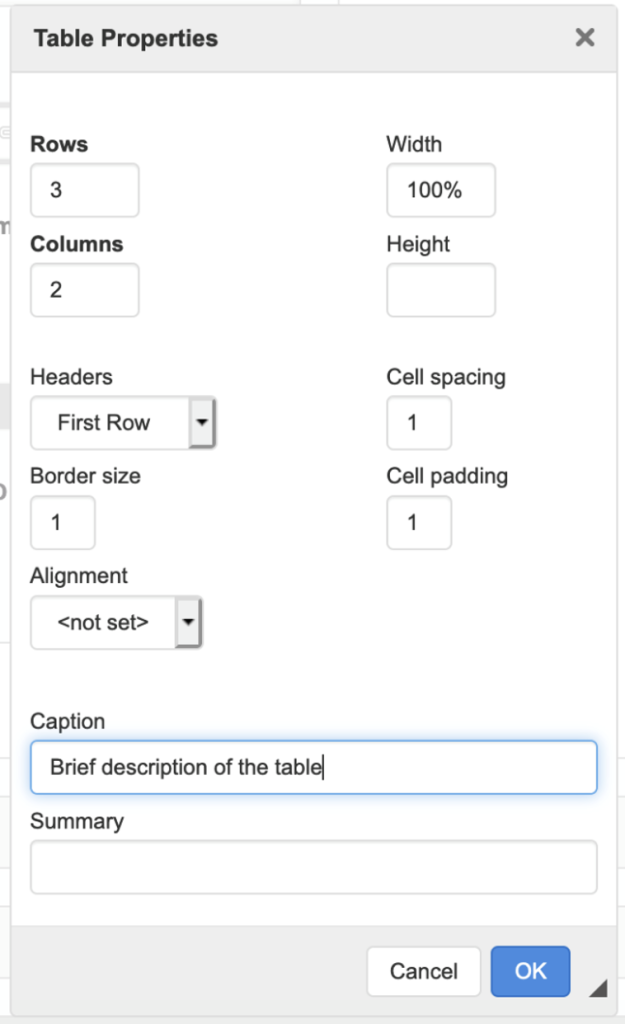 Table Properties
Rows
3
Width
100%
Columns
2
Height
Headers
First Row
Cell spacing
1
Border size
1
Cell padding
1
Alignment
<not set>
Caption
Brief description of the table
Summary
Cancel
OK